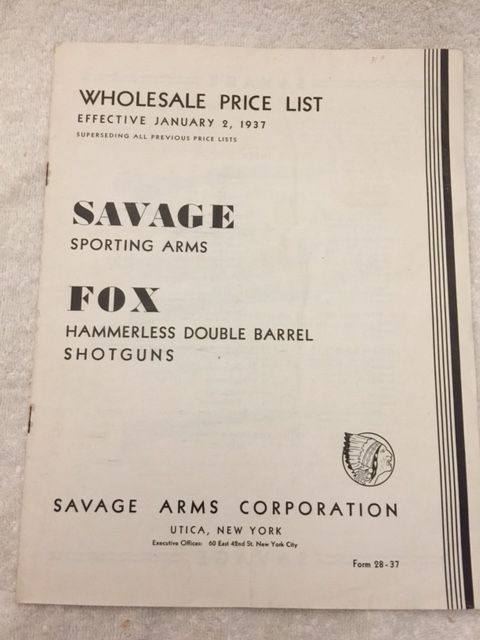 WHOLESALE PRICE LIST
EFFECTIVE JANUARY 2, 1937
SUPERSEDING ALL PREVIOUS PRICE LISTS
SAVAGE
SPORTING ARMS
FOX
HAMMERLESS DOUBLE BARREL
SHOTGUNS
SAVAGE ARMS CORPORATION
UTICA, NEW YORK
Executive Offices: 60 East 42nd St. New York City
Form 28-37